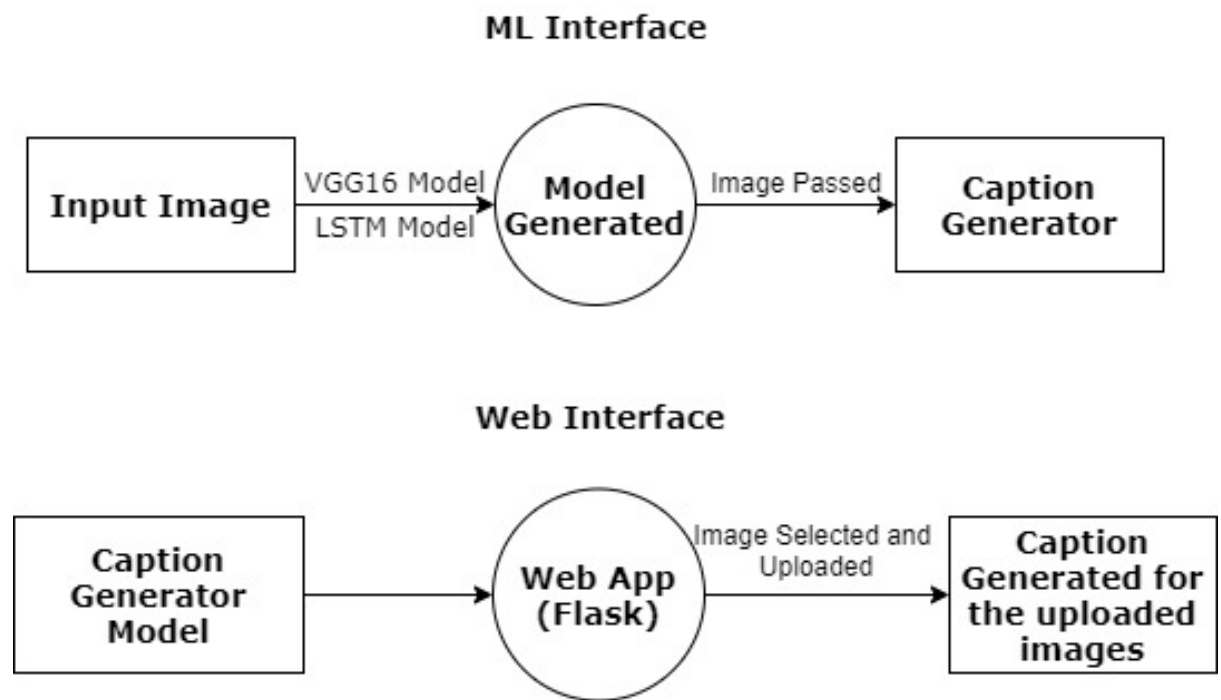 ML Interface
Input Image
VGG16 Model
LSTM Model
Model
Generated
Image Passed
Caption
Generator
Web Interface
Caption
Generator
Model
Web App
(Flask)
Image Selected and
Uploaded
Caption
Generated for
the uploaded
images